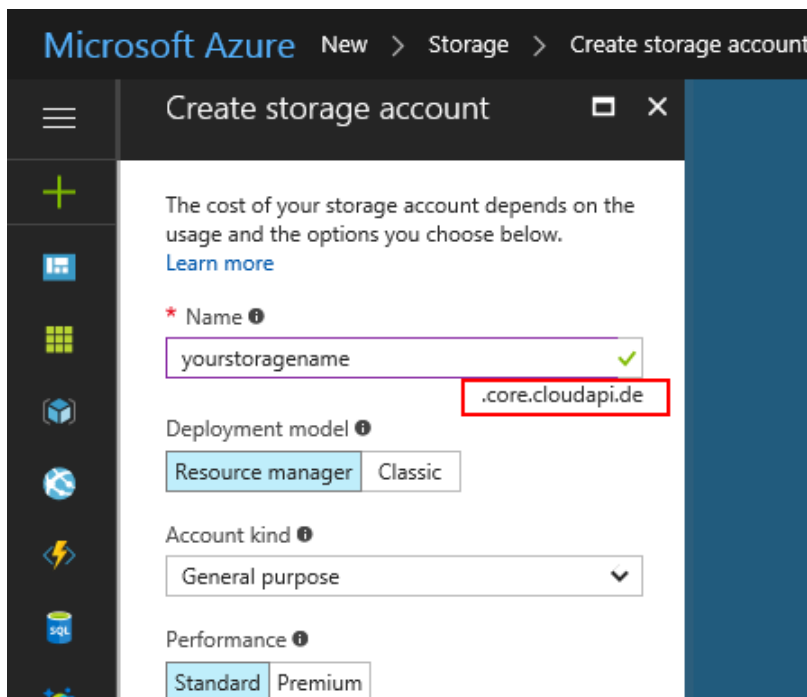 Microsoft Azure New > Storage > Create storage account
Create storage account
The cost of your storage account depends on the
usage and the options you choose below.
Learn more
* Name
yourstoragename
.core.cloudapi.de
Deployment model
Resource manager Classic
Account kind
General purpose
SQL
Performance
Standard Premium